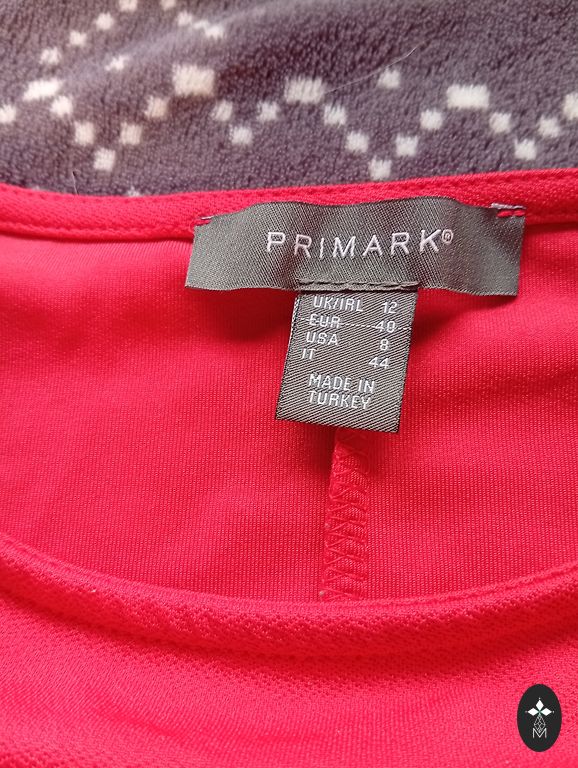 PRIMARK®
UK/IRL 12
EUR 40
USA 8
IT 44
MADE IN
TURKEY
M